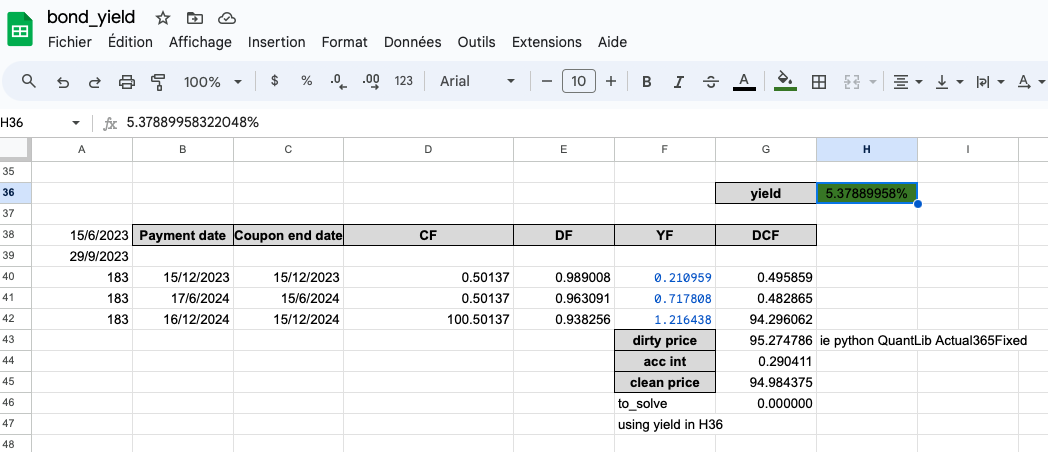 bond_yield
Fichier Édition Affichage Insertion Format Données Outils Extensions Aide
100% $ % .0 .00 123 Arial 10 B I S A A
H36 fx 5.37889958322048%
A B C D E F G H I
35
36 yield 5.37889958%
37
38 15/6/2023 Payment date Coupon end date CF DF YF DCF
39 29/9/2023
40 183 15/12/2023 15/12/2023 0.50137 0.989008 0.210959 0.495859
41 183 17/6/2024 15/6/2024 0.50137 0.963091 0.717808 0.482865
42 183 16/12/2024 15/12/2024 100.50137 0.938256 1.216438 94.296062
43 dirty price 95.274786 ie python QuantLib Actual365Fixed
44 acc int 0.290411
45 clean price 94.984375
46 to_solve 0.000000
47 using yield in H36
48